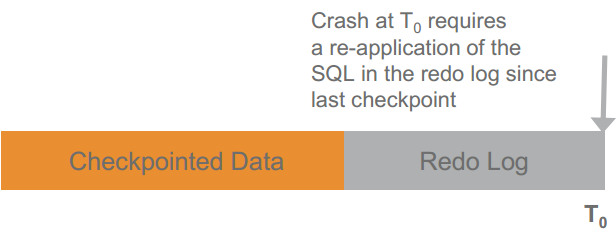 Crash at T0 requires
a re-application of the
SQL in the redo log since
last checkpoint
Checkpointed Data
Redo Log
T0